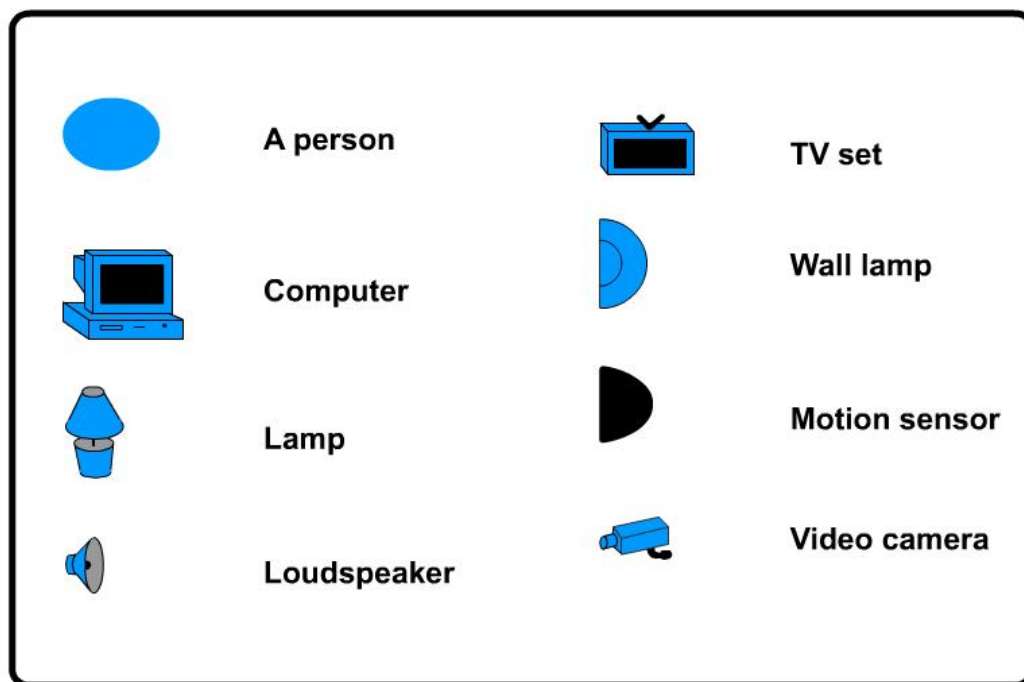 A person
Computer
Lamp
Loudspeaker
TV set
Wall lamp
Motion sensor
Video camera